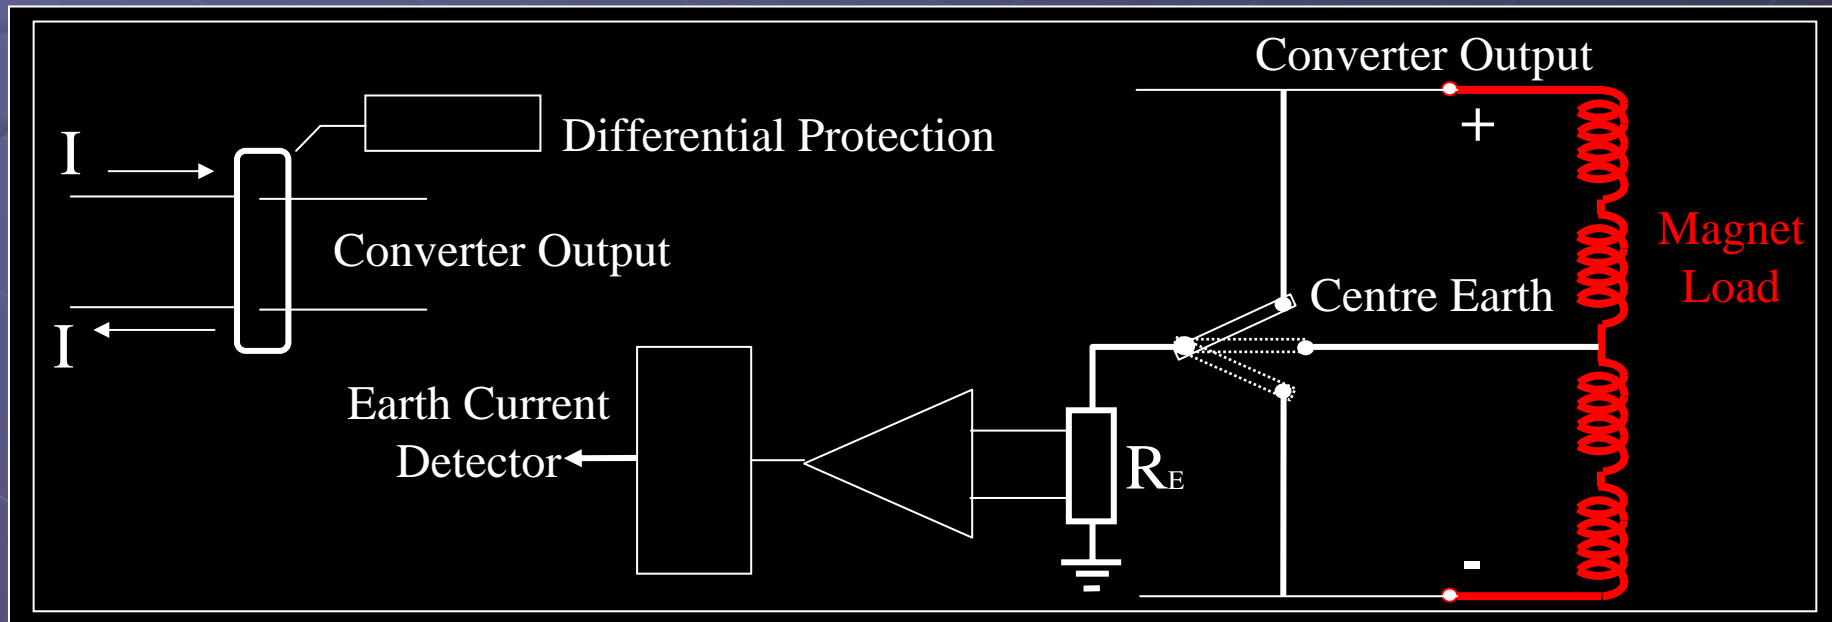 Converter Output
I
Differential Protection
+
Converter Output
Magnet
Load
Centre Earth
I
Earth Current
Detector
RE
-